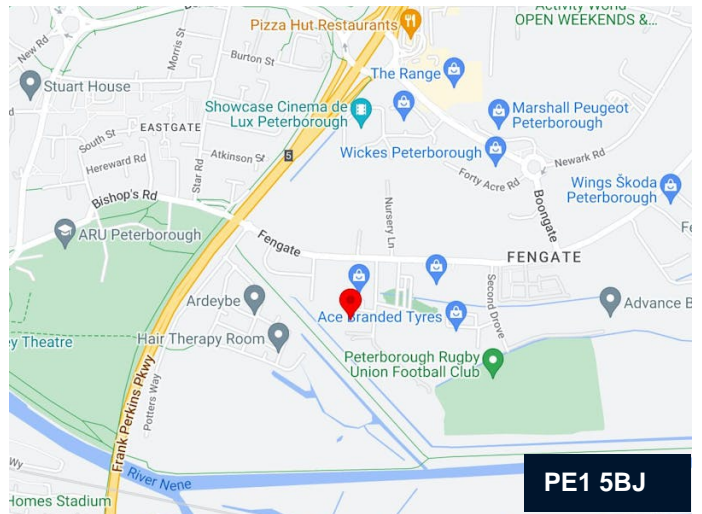 Activity World
OPEN WEEKENDS &...
Pizza Hut Restaurants
New Rd
Morris St
Burton St
Stuart House
The Range
Showcase Cinema de
Lux Peterborough
Marshall Peugeot
Peterborough
EASTGATE
South St
Hereward Rd
Star Rd
Atkinson St
5
Wickes Peterborough
Newark Rd
Forty Acre Rd
Boongate
Wings Škoda
Peterborough
Bishop's Rd
Nursery Ln
ARU Peterborough
Fengate
FENGATE
Fe
Second Drove
Ardeybe
Ace Branded Tyres
Advance B
Hair Therapy Room
ey Theatre
Peterborough Rugby
Union Football Club
Frank Perkins Pkwy
Potters Way
Wy
River Nene
Homes Stadium
PE1 5BJ